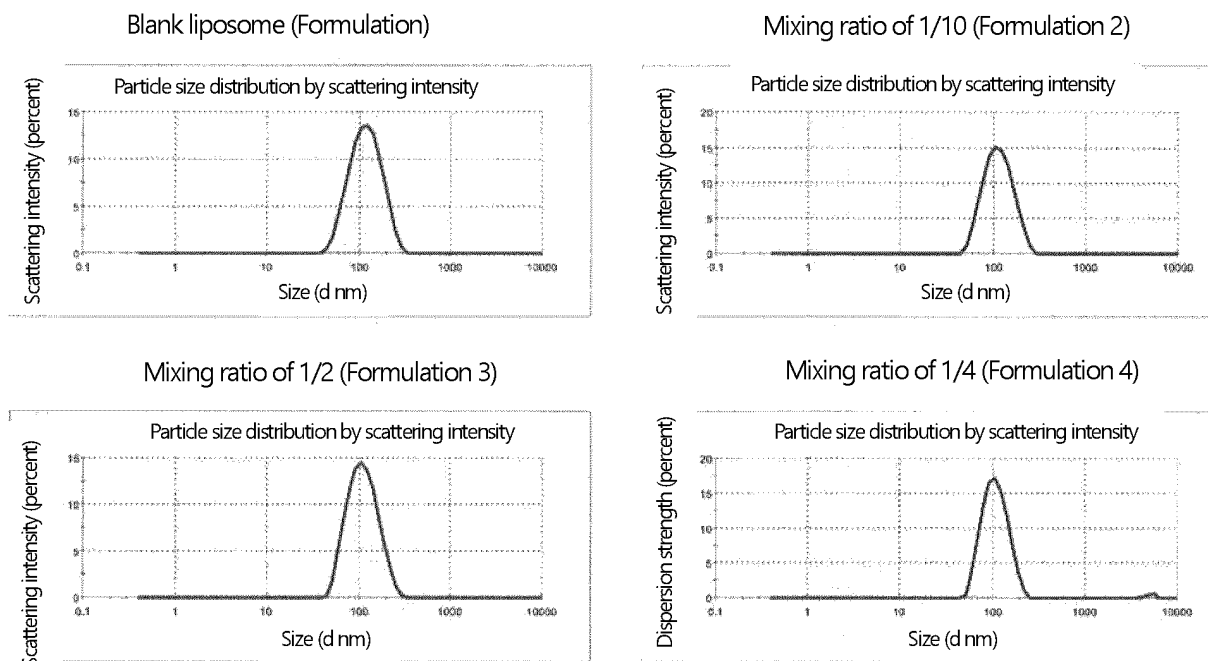 Blank liposome (Formulation)
Particle size distribution by scattering intensity
Scattering intensity (percent)
15
10
5
0
0.1 1 10 100 1000 10000
Size (d nm)
Mixing ratio of 1/10 (Formulation 2)
Particle size distribution by scattering intensity
Scattering intensity (percent)
20
15
10
5
0
0.1 1 10 100 1000 10000
Size (d nm)
Mixing ratio of 1/2 (Formulation 3)
Particle size distribution by scattering intensity
Scattering intensity (percent)
15
10
5
0
0.1 1 10 100 1000 10000
Size (d nm)
Mixing ratio of 1/4 (Formulation 4)
Particle size distribution by scattering intensity
Dispersion strength (percent)
20
15
10
5
0
0.1 1 10 100 1000 10000
Size (d nm)